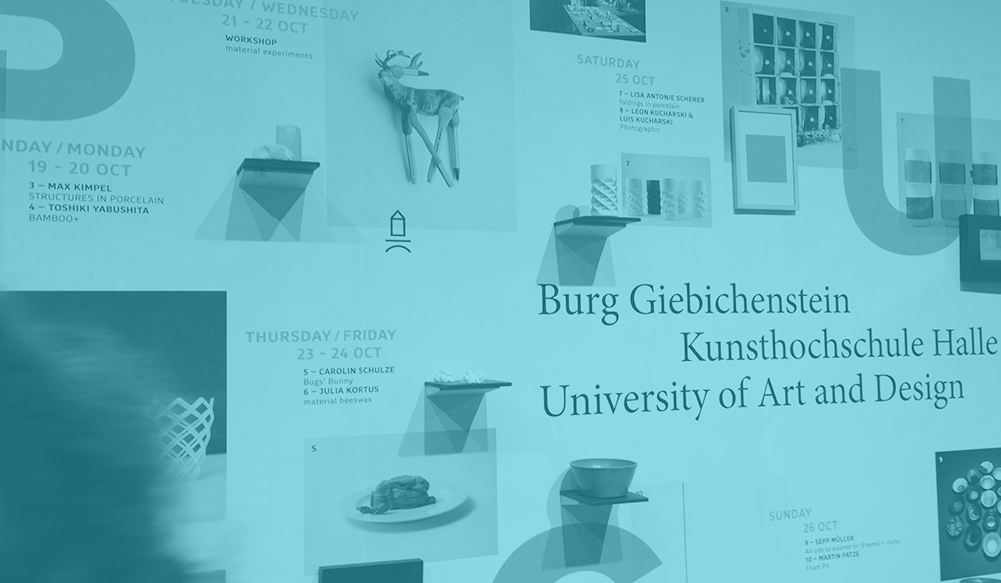 TUESDAY / WEDNESDAY
21 - 22 OCT
WORKSHOP
material experiments
SATURDAY
25 OCT
7 – LISA ANTONIE SCHERER
foldings in porcelain
8 – LEON KUCHARSKI &
LUIS KUCHARSKI
Photographic
8
7
7
NDAY / MONDAY
19 - 20 OCT
3 – MAX KIMPEL
STRUCTURES IN PORCELAIN
4 – TOSHIKI YABUSHITA
BAMBOO+
U
Burg Giebichenstein
Kunsthochschule Halle
University of Art and Design
THURSDAY / FRIDAY
23 - 24 OCT
5 – CAROLIN SCHULZE
Bugs' Bunny
6 – JULIA KORTUS
material beeswax
5
10
9
SUNDAY
26 OCT
9 – SEPP MÜLLER
An ode to enamel or: Enamel – rocks
10 – MARTIN PATZE
Foam Pit